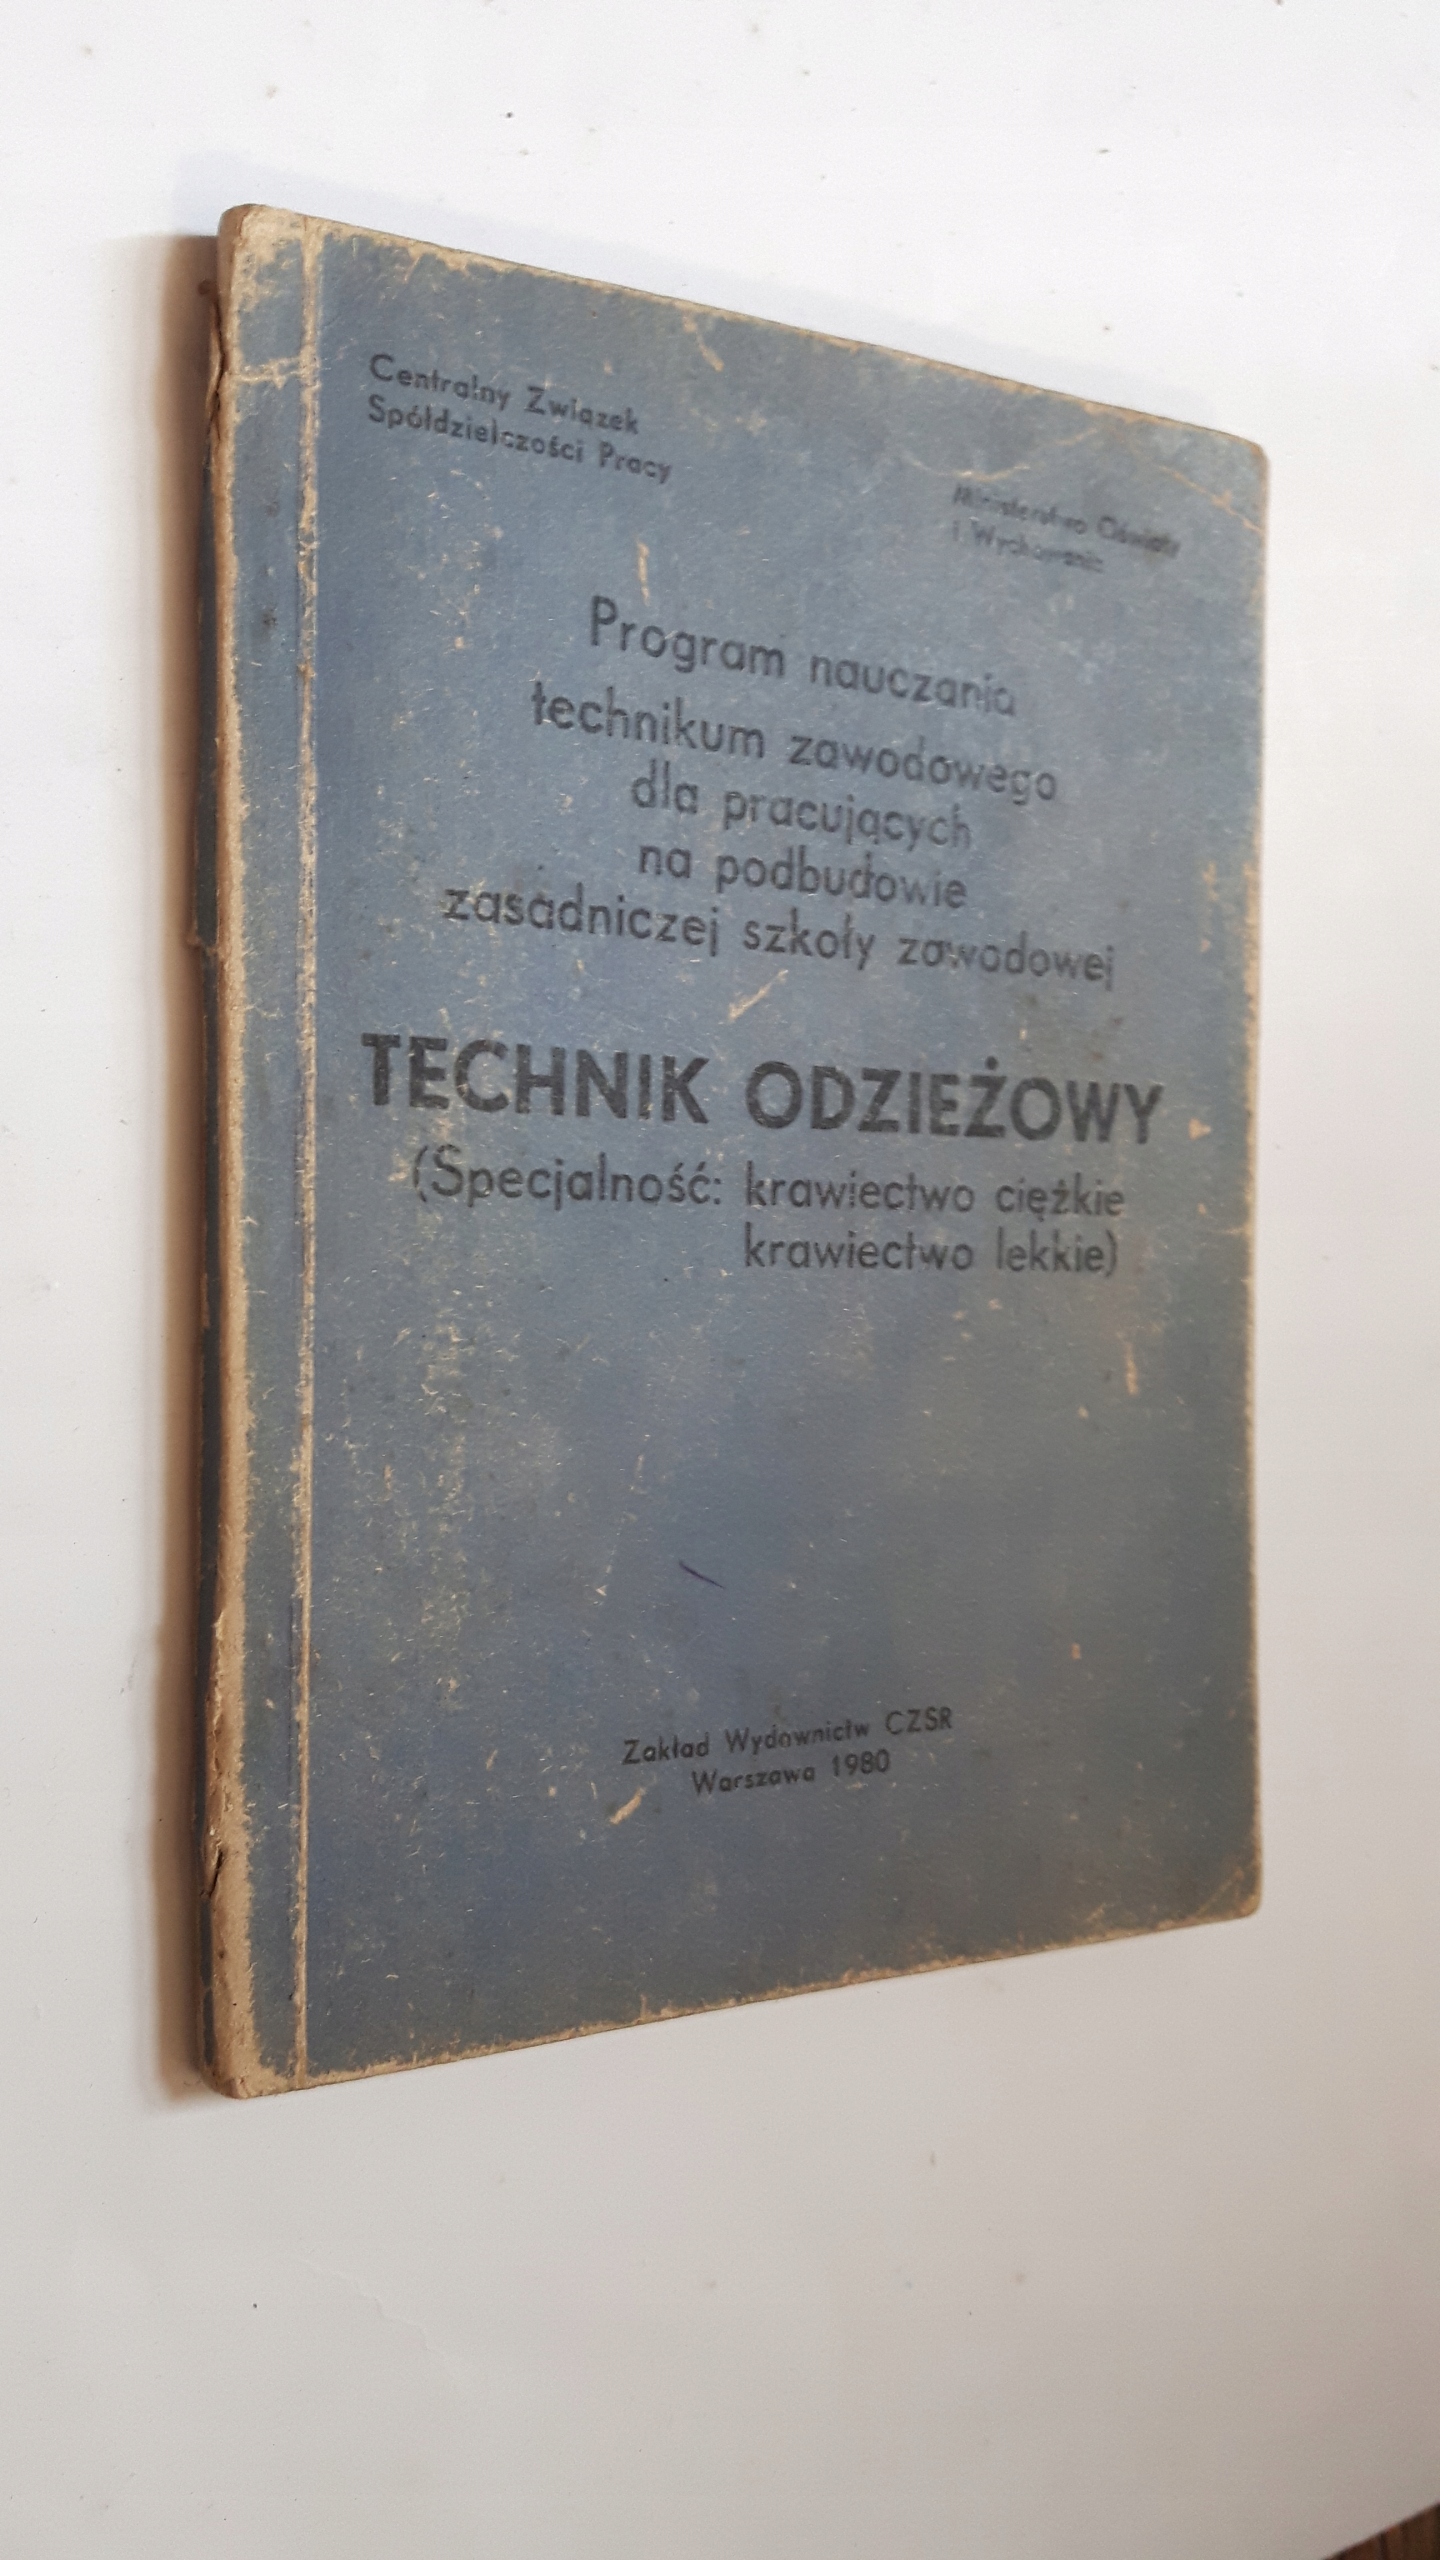 Centralny Związek
Spółdzielczości Pracy
Ministerstwo Oświaty
i Wychowania
Program nauczania
technikum zawodowego
dla pracujących
na podbudowie
zasadniczej szkoły zawodowej
TECHNIK ODZIEŻOWY
(Specjalność: krawiectwo ciężkie
krawiectwo lekkie)
Zakład Wydawnictw CZSR
Warszawa 1980